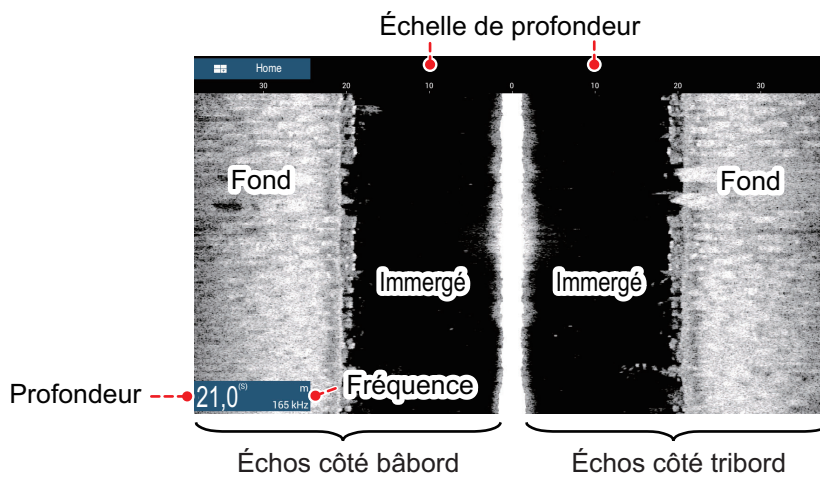 Échelle de profondeur
Home
30 20 10 0 10 20 30
Fond Fond
Immergé Immergé
Profondeur 21,0 (S) m Fréquence
165 kHz
Échos côté bâbord Échos côté tribord